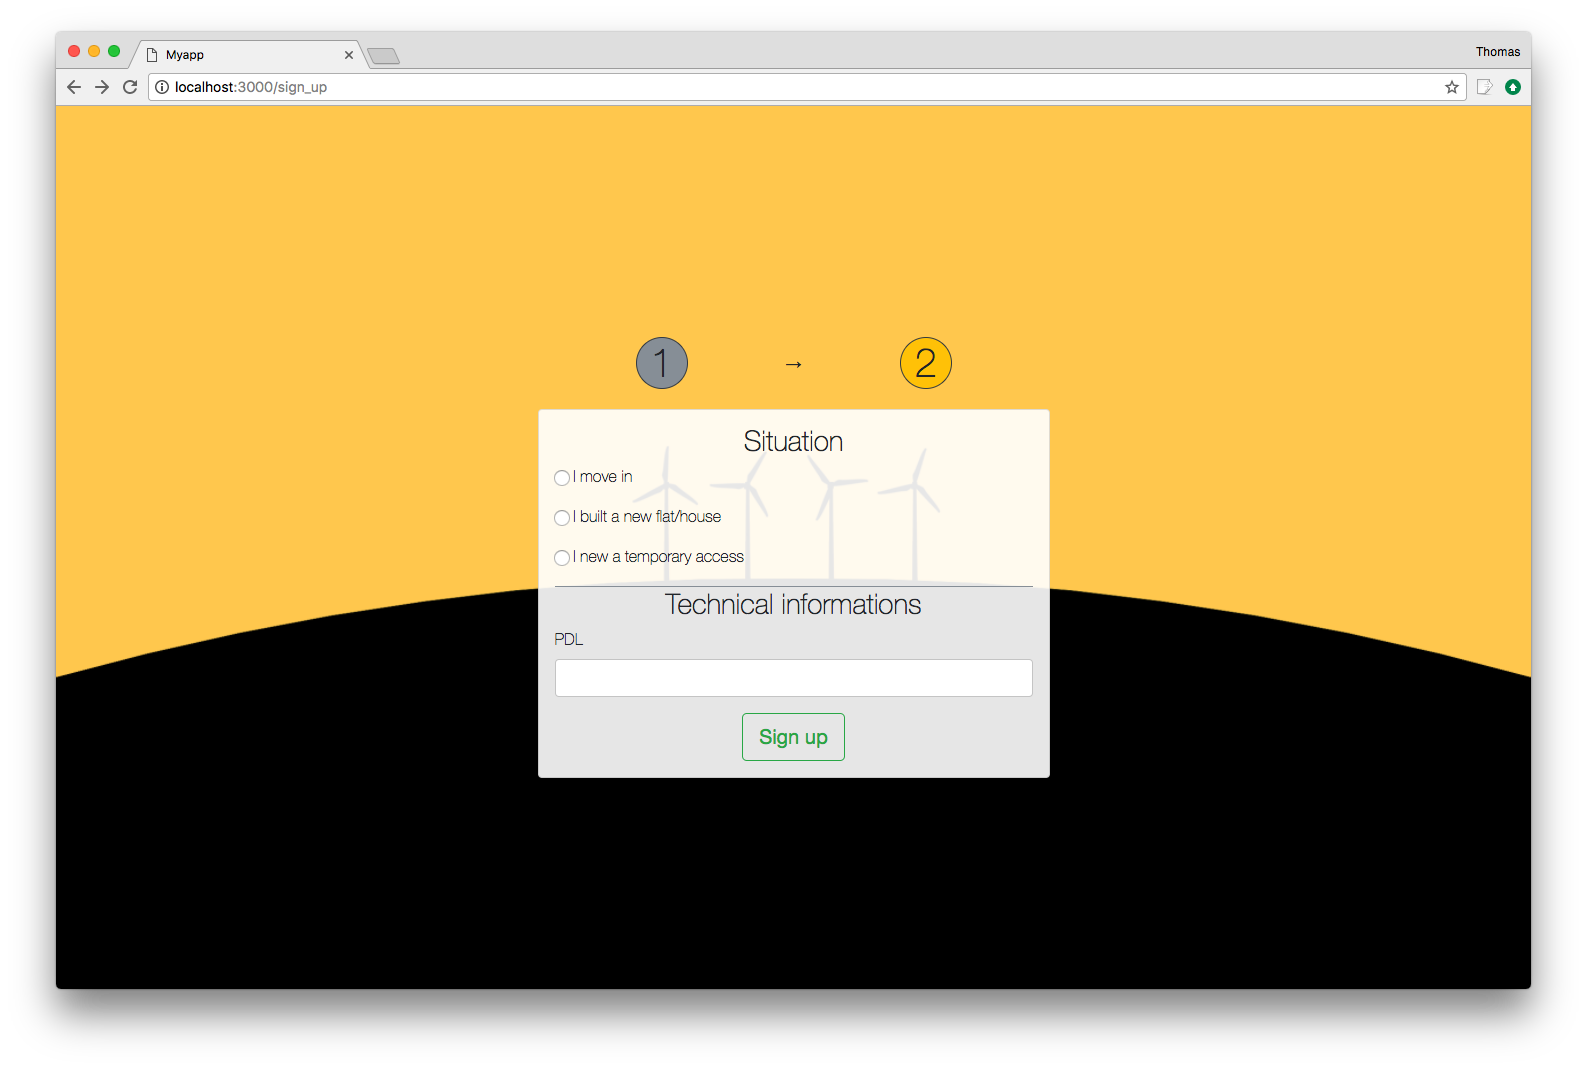 Myapp
Thomas
localhost:3000/sign_up
1 → 2
Situation
I move in
I built a new flat/house
I new a temporary access
Technical informations
PDL
Sign up